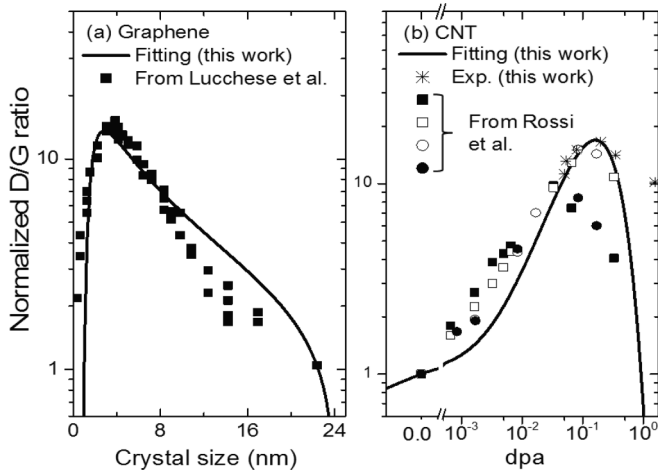 (a) Graphene
Fitting (this work)
From Lucchese et al.
Normalized D/G ratio
10
1
0
8
16
24
Crystal size (nm)
(b) CNT
Fitting (this work)
Exp. (this work)
From Rossi
et al.
10
1
0.0
10⁻³
10⁻²
10⁻¹
10⁰
dpa